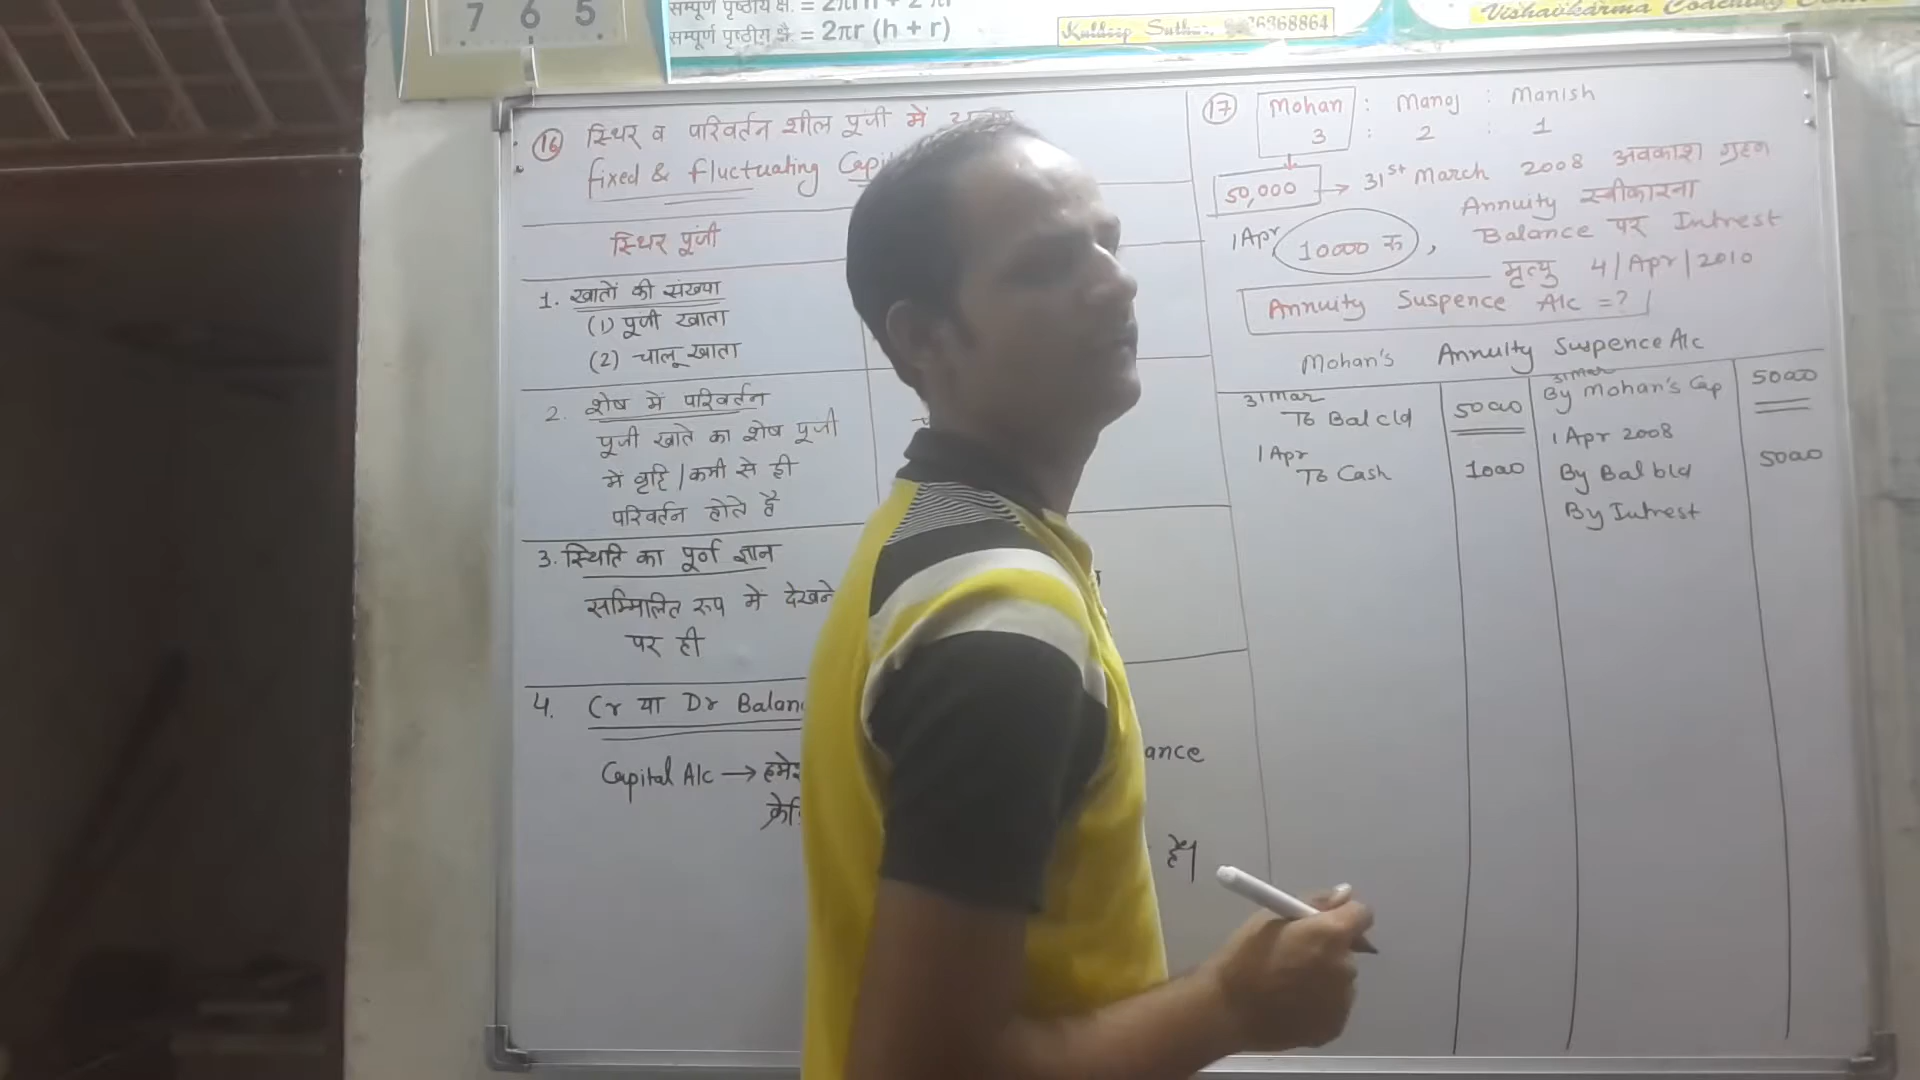 7 6 5
सम्पूर्ण पृष्ठीय क्षे. = 2πr (h + r)
Kuldeep
Vishavkarma Coaching
16 स्थिर व परिवर्तन शील पूंजी में
fixed & fluctuating
स्थिर पूंजी
1. खातों की संख्या
(1) पूंजी खाता
(2) चालू खाता
2. शेष में परिवर्तन
पूंजी खाते का शेष पूंजी
में वृद्धि / कमी से ही
परिवर्तन होते है
3. स्थिति का पूर्ण ज्ञान
सम्मिलित रूप में देखने
पर ही
4. Cr या Dr
Capital A/c →
है।
17 Mohan : Manoj : Manish
3 : 2 : 1
50,000 → 31st March 2008 अवकाश ग्रहण
Annuity स्वीकारना
1 Apr 10000 रु, Balance पर Intrest
मृत्यु 4/Apr/2010
Annuity Suspence A/c = ?
Mohan's Annuity Suspence A/c
31 Mar 31 Mar
To Bal c/d 50000 By Mohan's Cap 50000
1 Apr 1 Apr 2008
To Cash 10000 By Bal b/d 50000
By Intrest